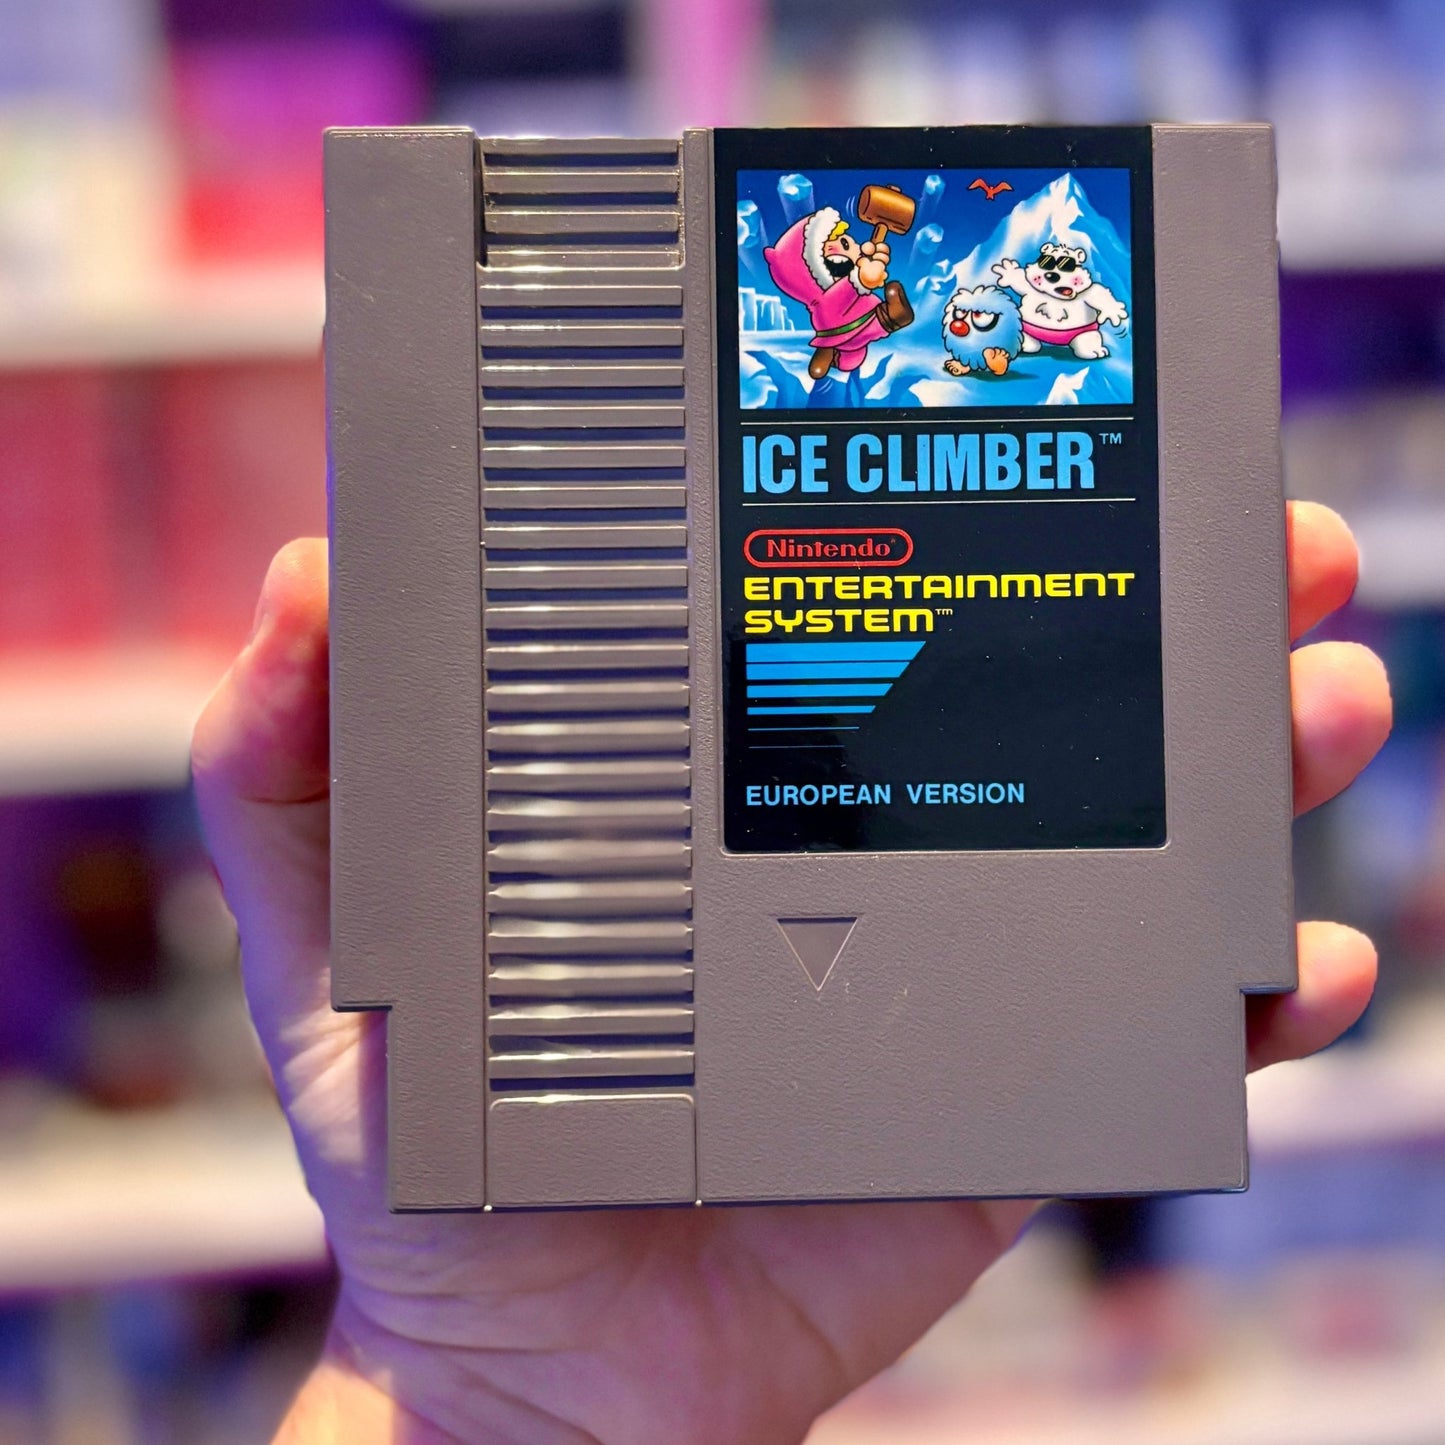 ICE CLIMBER™
Nintendo®
ENTERTAINMENT
SYSTEM™
EUROPEAN VERSION